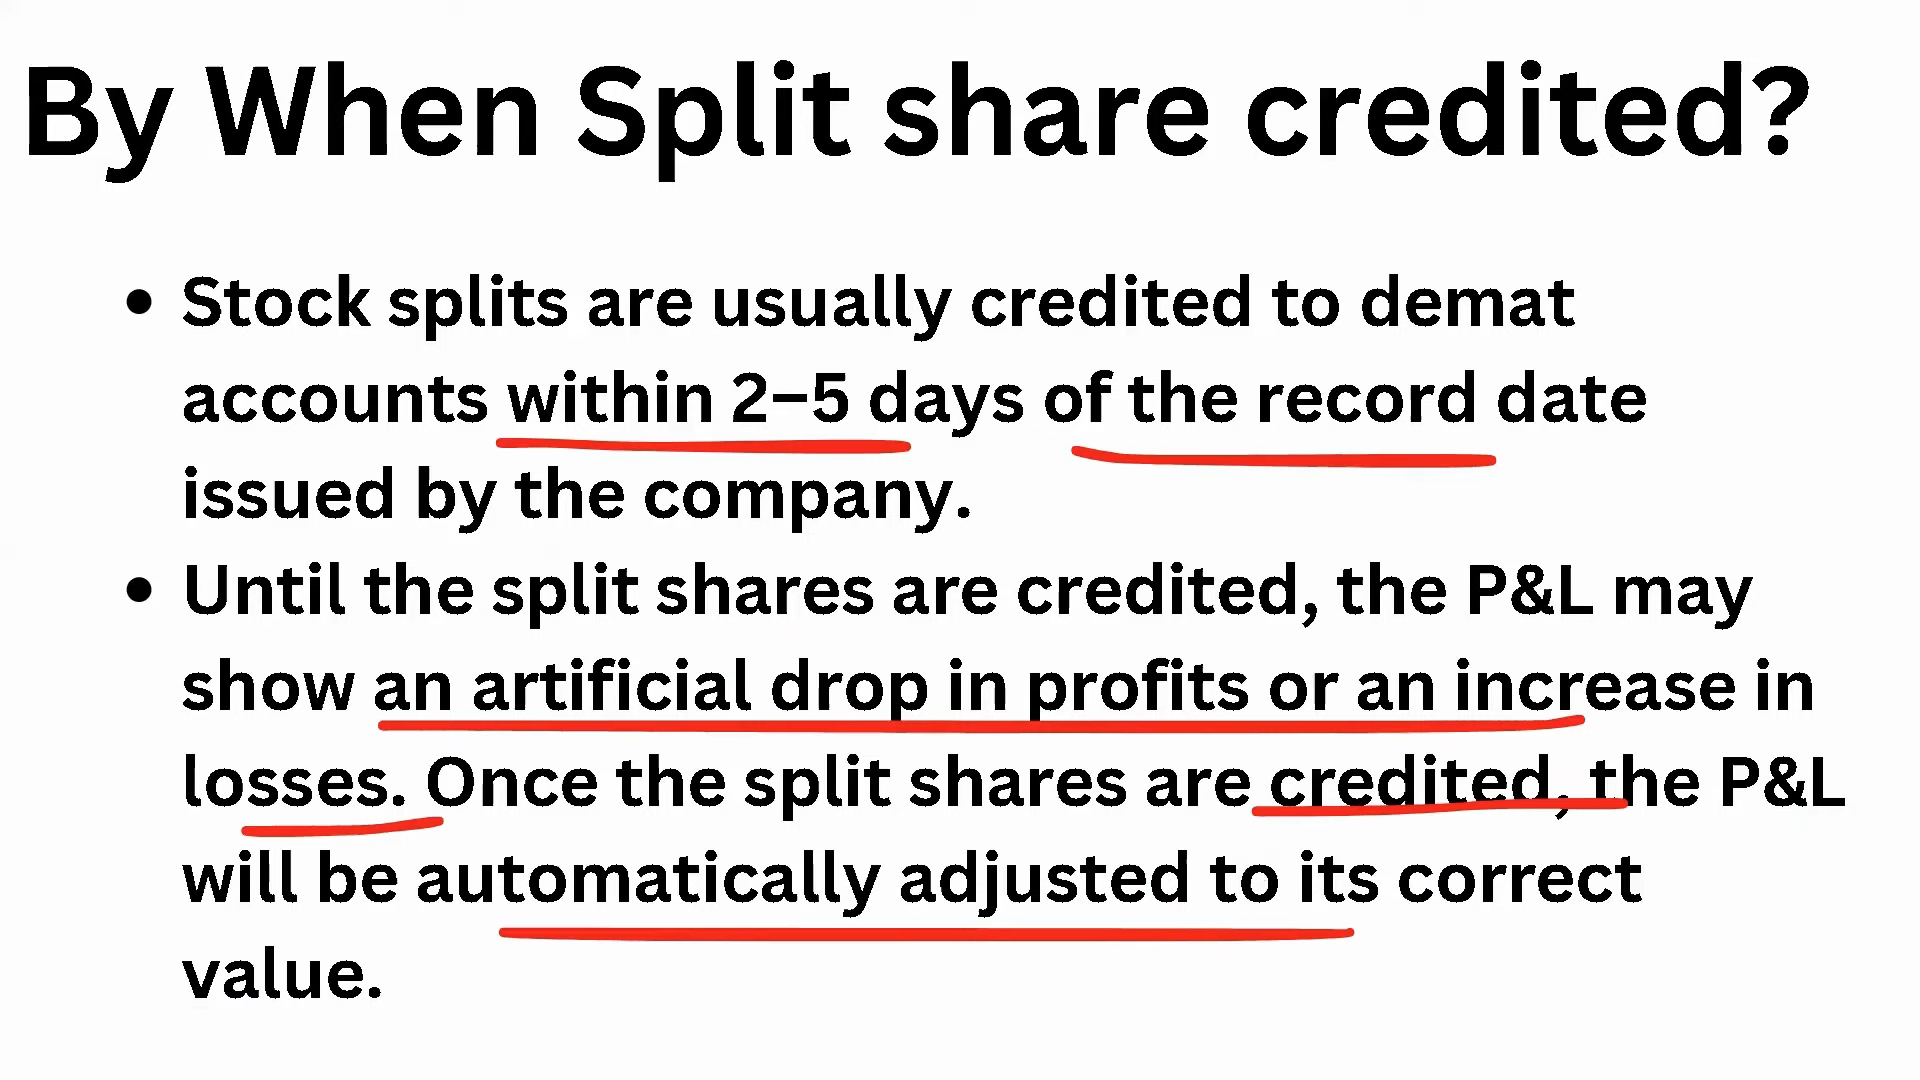 By When Split share credited?
• Stock splits are usually credited to demat
accounts within 2–5 days of the record date
issued by the company.
• Until the split shares are credited, the P&L may
show an artificial drop in profits or an increase in
losses. Once the split shares are credited, the P&L
will be automatically adjusted to its correct
value.